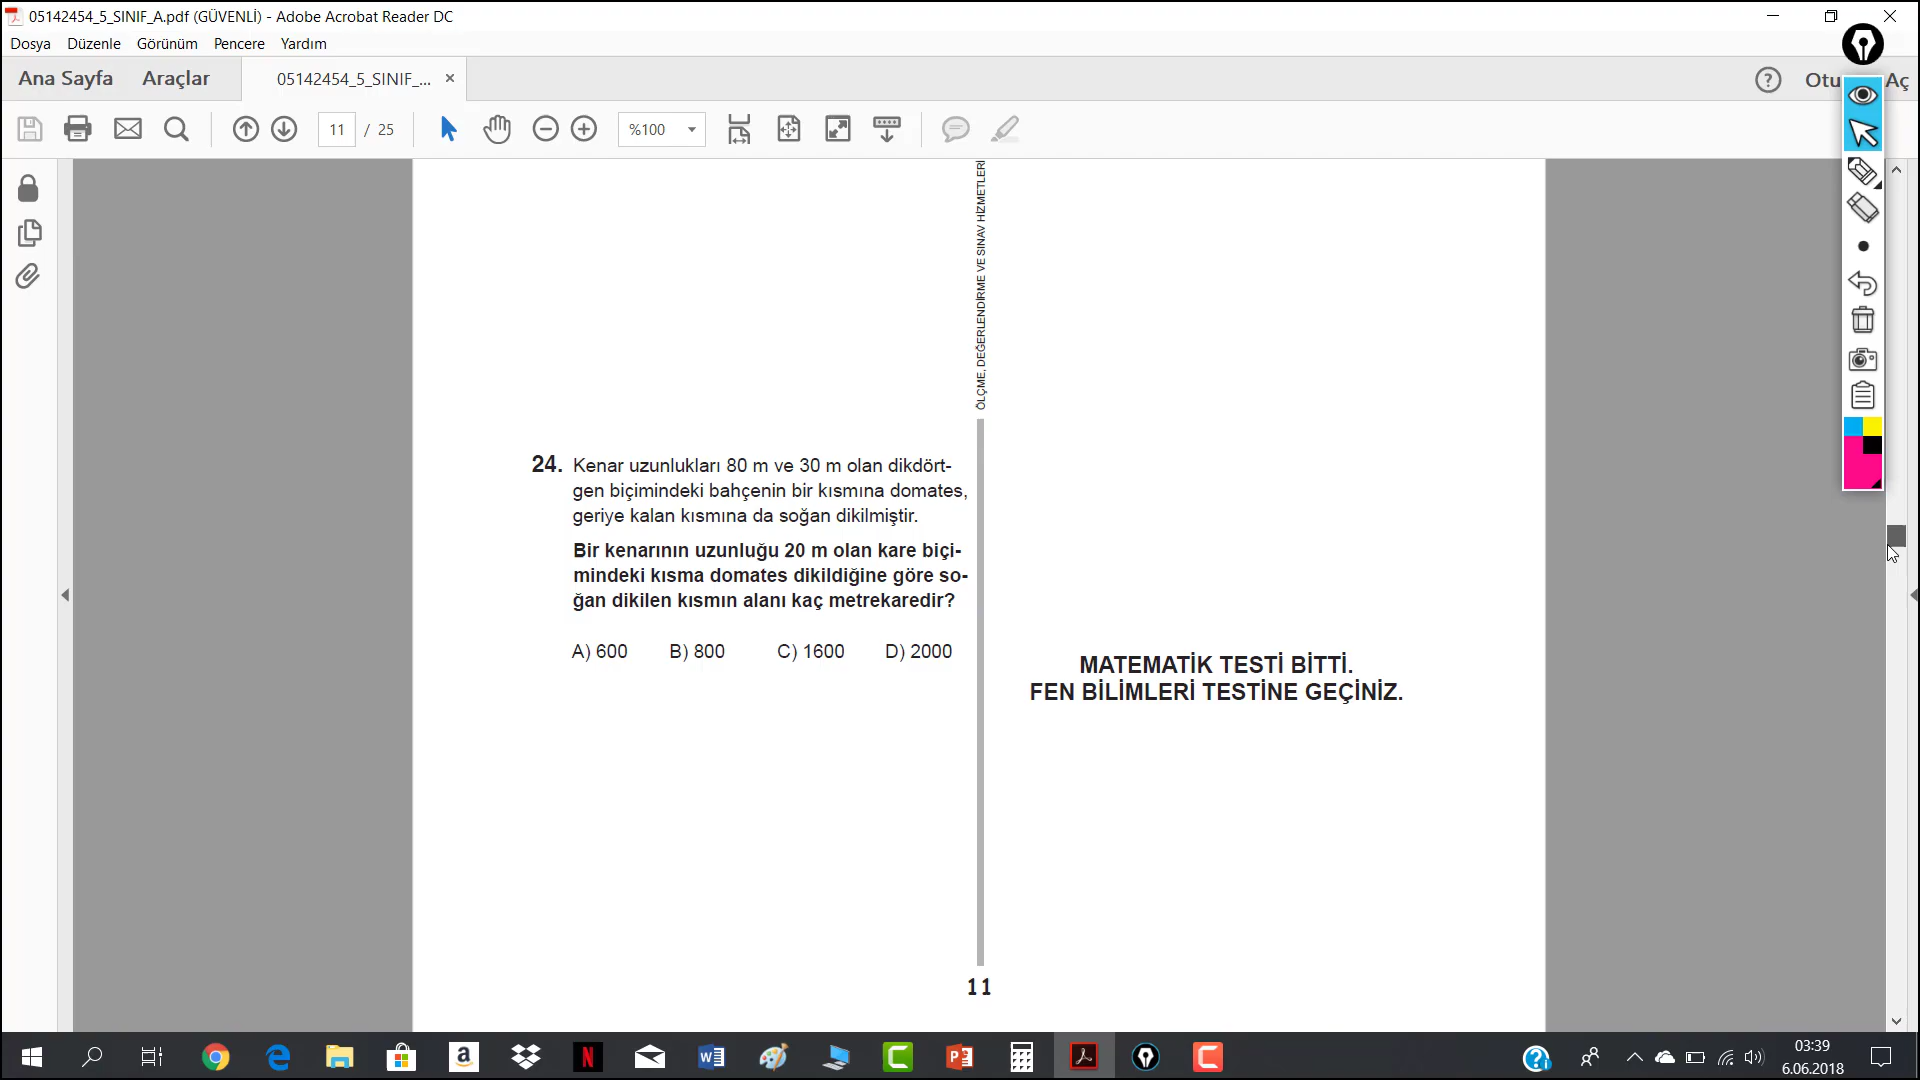 05142454_5_SINIF_A.pdf (GÜVENLİ) - Adobe Acrobat Reader DC
Dosya Düzenle Görünüm Pencere Yardım
Ana Sayfa Araçlar 05142454_5_SINIF_... × ? Otu Aç
11 / 25 %100
ÖLÇME, DEĞERLENDİRME VE SINAV HİZMETLERİ
24. Kenar uzunlukları 80 m ve 30 m olan dikdört-
gen biçimindeki bahçenin bir kısmına domates,
geriye kalan kısmına da soğan dikilmiştir.
Bir kenarının uzunluğu 20 m olan kare biçi-
mindeki kısma domates dikildiğine göre so-
ğan dikilen kısmın alanı kaç metrekaredir?
A) 600 B) 800 C) 1600 D) 2000
MATEMATİK TESTİ BİTTİ.
FEN BİLİMLERİ TESTİNE GEÇİNİZ.
11
03:39
6.06.2018